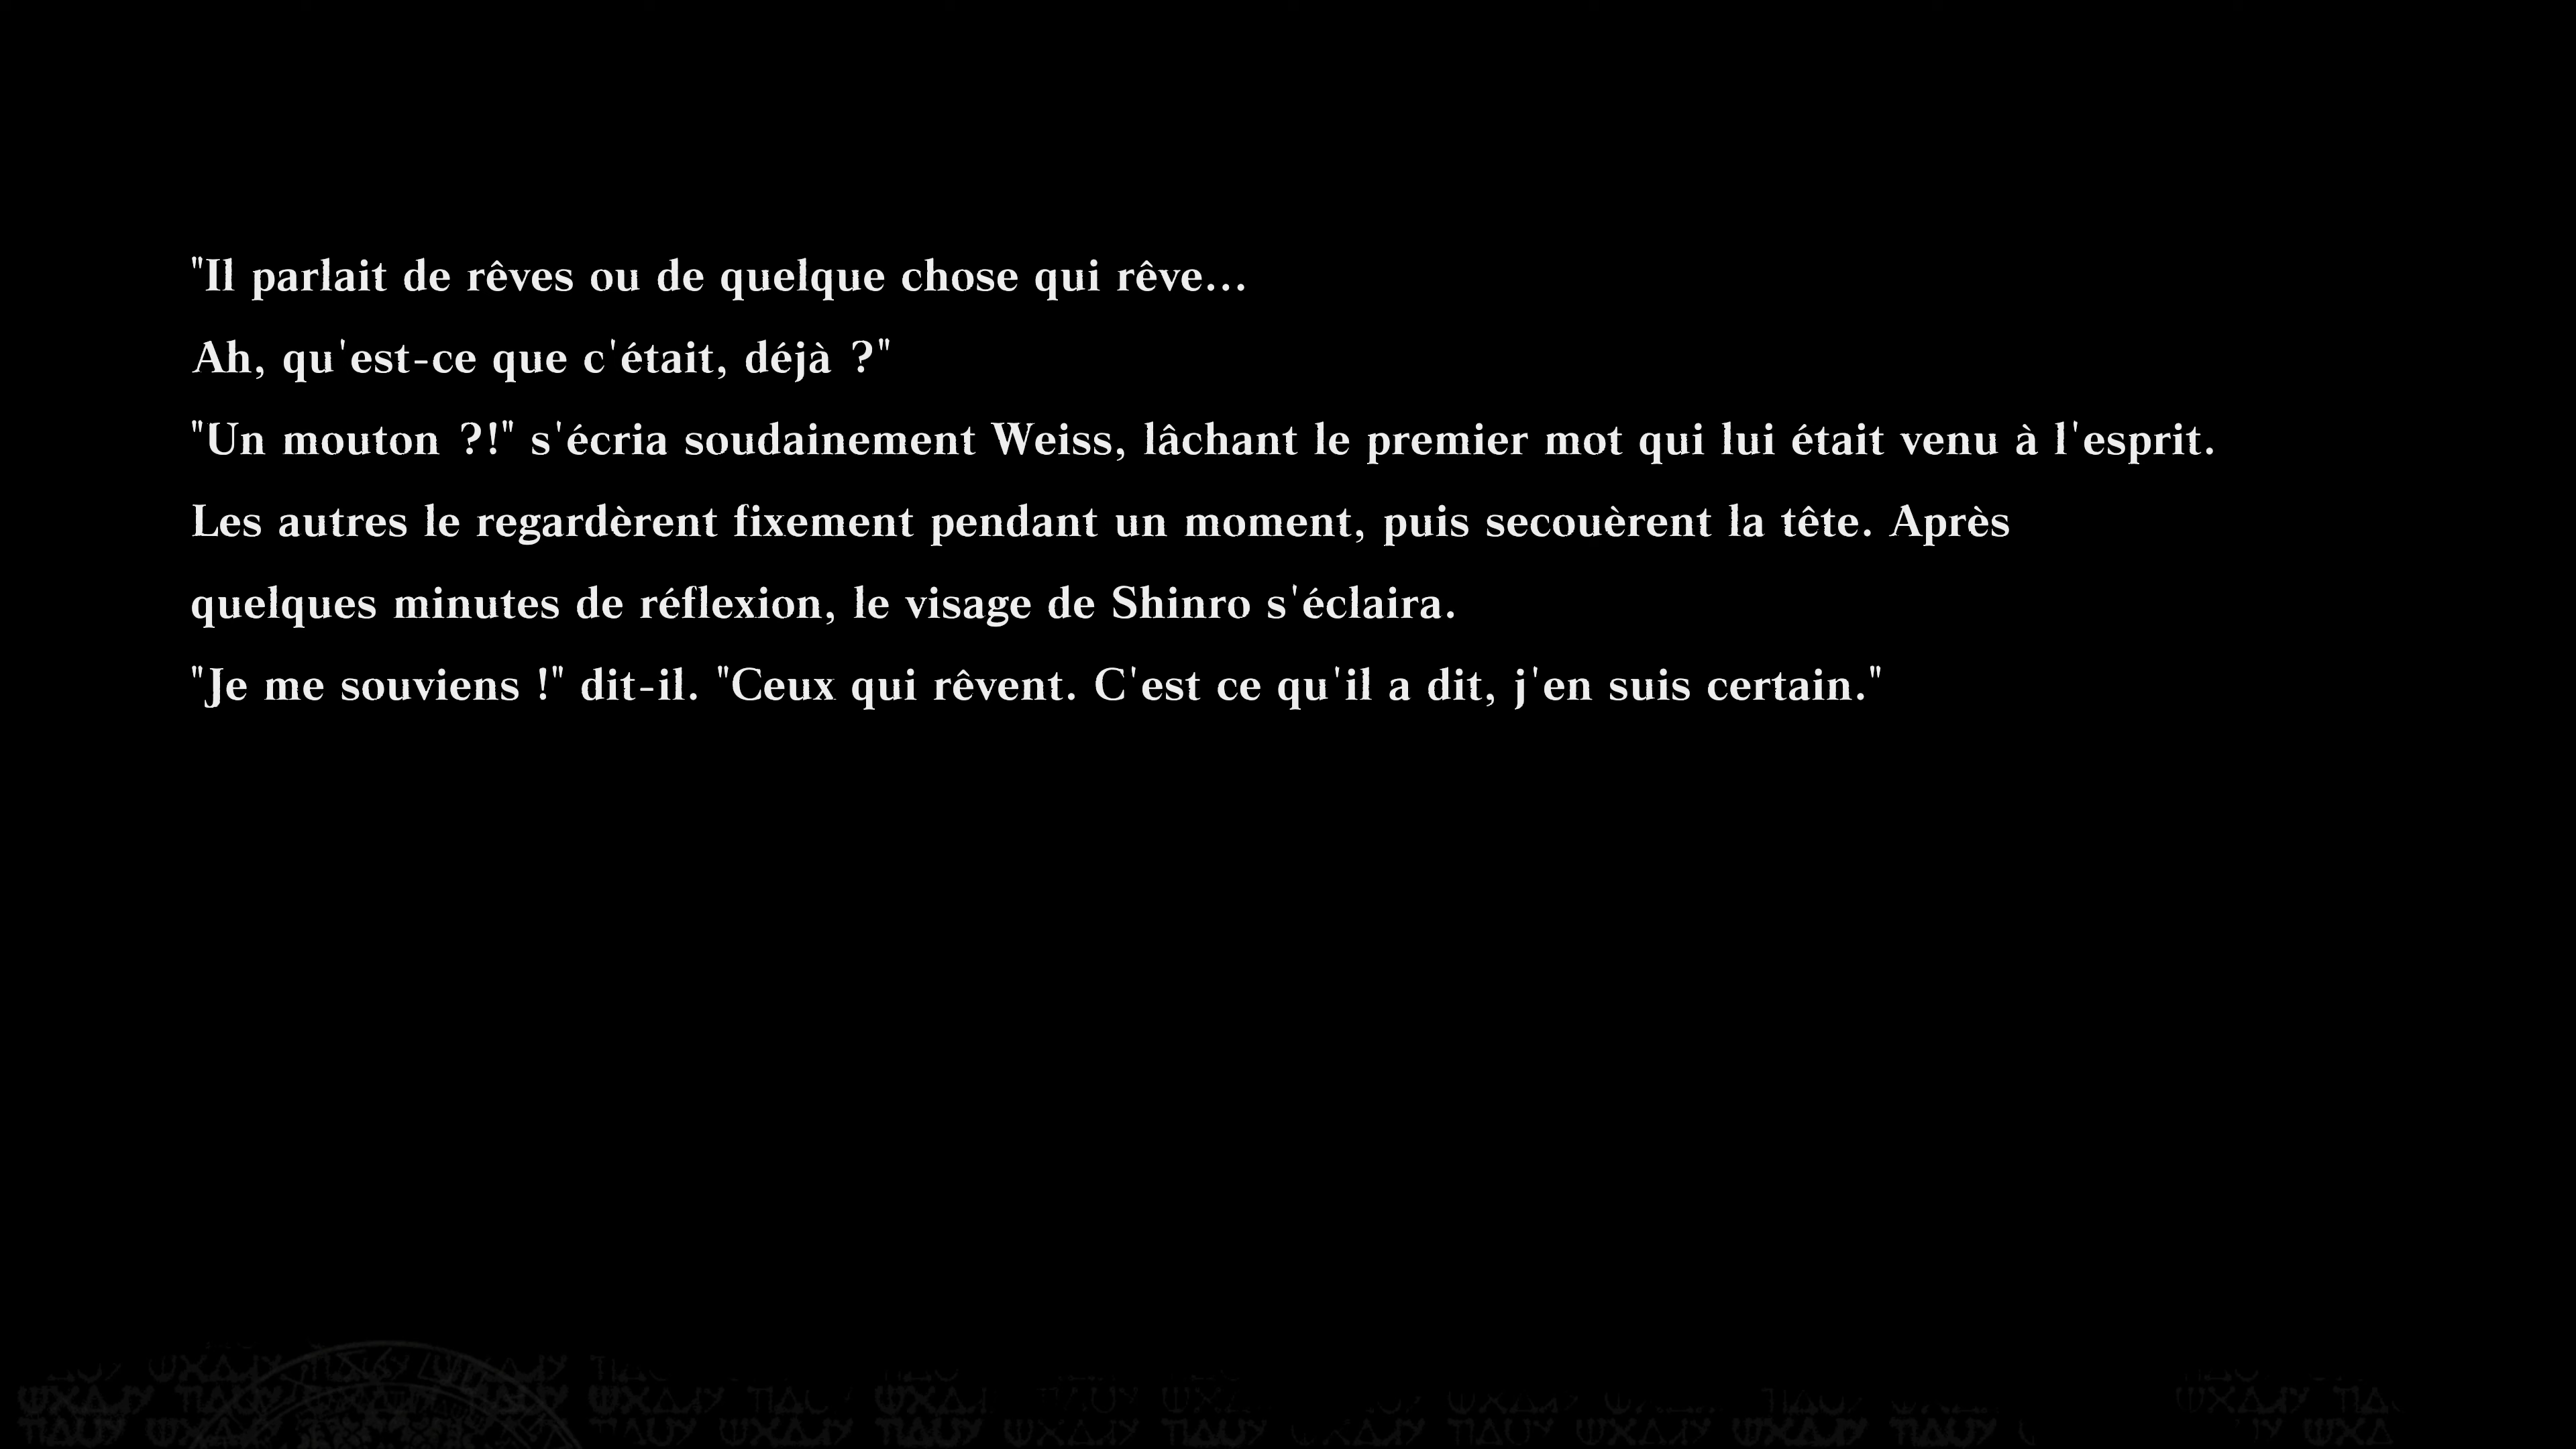 "Il parlait de rêves ou de quelque chose qui rêve...
Ah, qu'est-ce que c'était, déjà ?"
"Un mouton ?!" s'écria soudainement Weiss, lâchant le premier mot qui lui était venu à l'esprit.
Les autres le regardèrent fixement pendant un moment, puis secouèrent la tête. Après
quelques minutes de réflexion, le visage de Shinro s'éclaira.
"Je me souviens !" dit-il. "Ceux qui rêvent. C'est ce qu'il a dit, j'en suis certain."